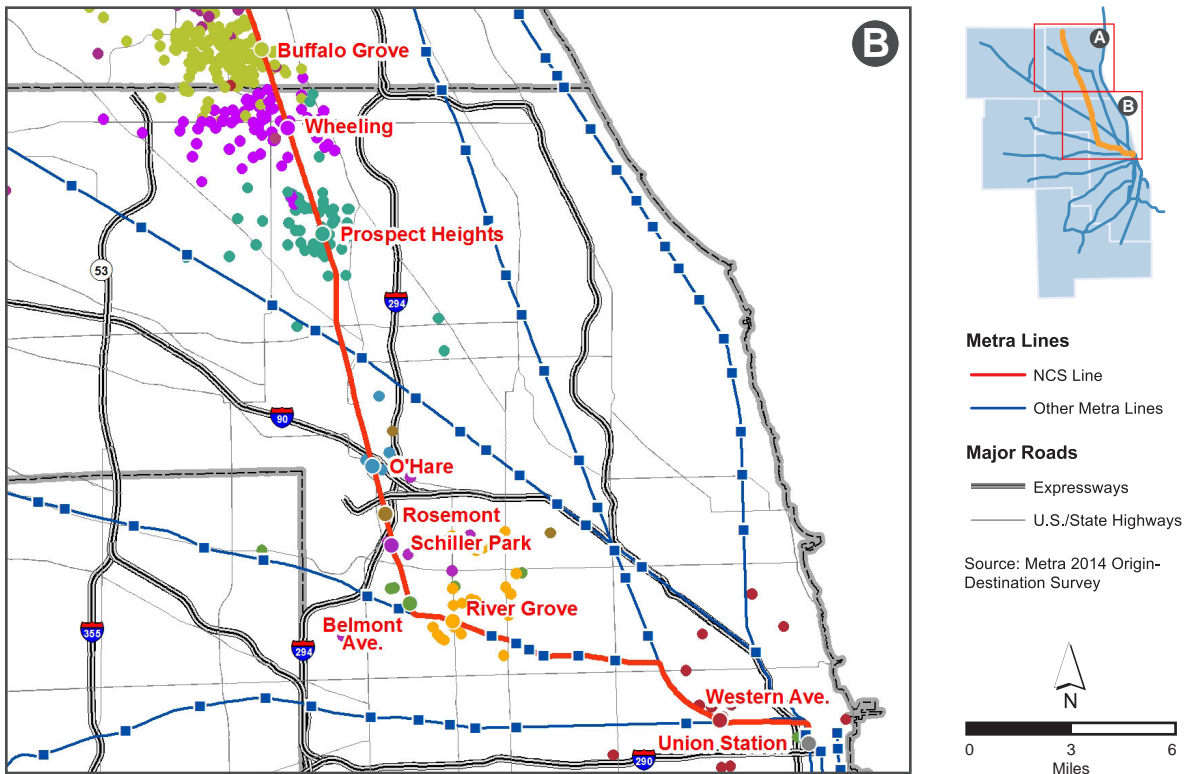 B
Buffalo Grove
Wheeling
Prospect Heights
53
294
90
O'Hare
Rosemont
Schiller Park
River Grove
Belmont
Ave.
355
294
Western Ave.
Union Station
290
A
B
Metra Lines
NCS Line
Other Metra Lines
Major Roads
Expressways
U.S./State Highways
Source: Metra 2014 Origin-
Destination Survey
N
0 3 6
Miles